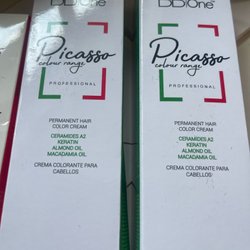 DDiOne
Picasso
colour range
PROFESSIONAL
PERMANENT HAIR
COLOR CREAM
CERAMIDES A2
KERATIN
ALMOND OIL
MACADAMIA OIL
CREMA COLORANTE PARA
CABELLOS
DDiOne
Picasso
colour range
PROFESSIONAL
PERMANENT HAIR
COLOR CREAM
CERAMIDES A2
KERATIN
ALMOND OIL
MACADAMIA OIL
CREMA COLORANTE PARA
CABELLOS